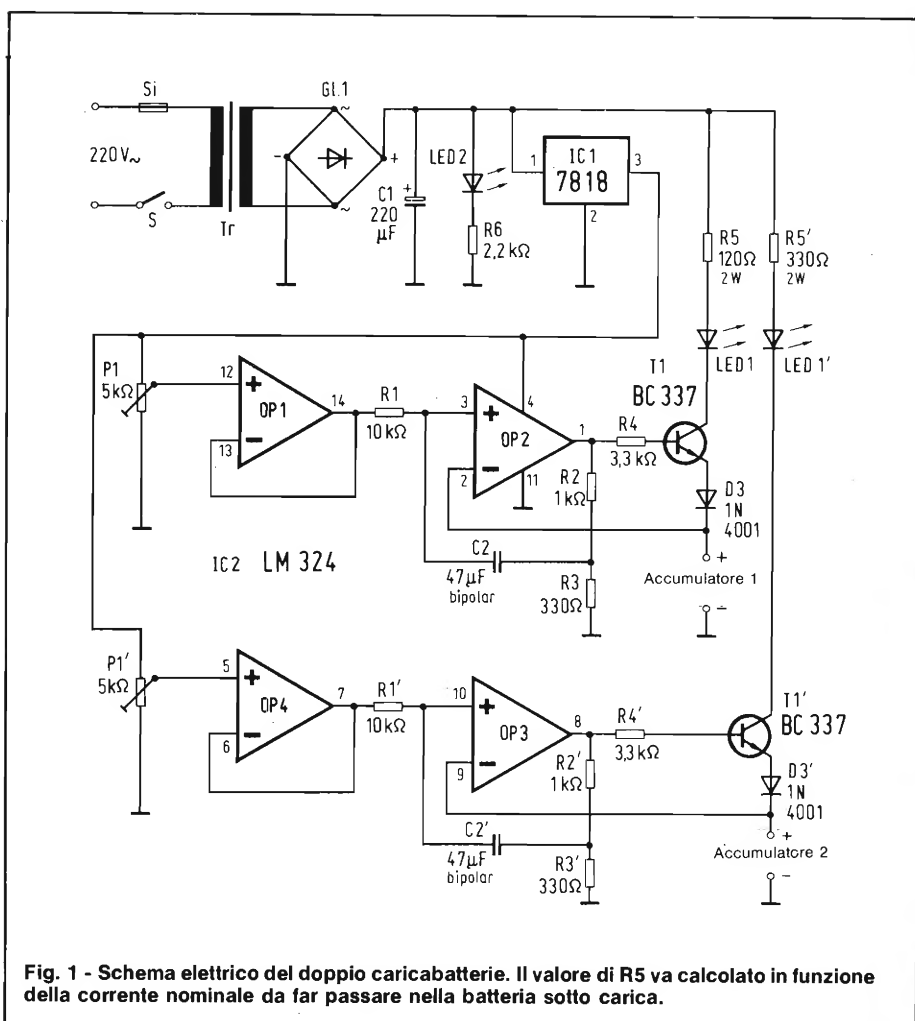 Si
Gl.1
~
220V~
-
+
~
S
Tr
C1
220
µF
+
LED2
R6
2,2 kΩ
1
IC1
7818
3
2
R5
120Ω
2W
R5'
330Ω
2W
LED1
LED1'
P1
5kΩ
12
+
OP1
-
13
14
R1
10 kΩ
3
+
4
OP2
-
2
11
1
R4
3,3 kΩ
T1
BC 337
R2
1kΩ
D3
1N
4001
+
Accumulatore 1
-
IC2 LM 324
C2
47µF
bipolar
R3
330Ω
P1'
5kΩ
5
+
OP4
-
6
7
R1'
10 kΩ
10
+
OP3
-
9
8
R4'
3,3kΩ
T1'
BC 337
R2'
1kΩ
D3'
1N
4001
+
Accumulatore 2
-
C2'
47µF
bipolar
R3'
330Ω
Fig. 1 - Schema elettrico del doppio caricabatterie. Il valore di R5 va calcolato in funzione
della corrente nominale da far passare nella batteria sotto carica.